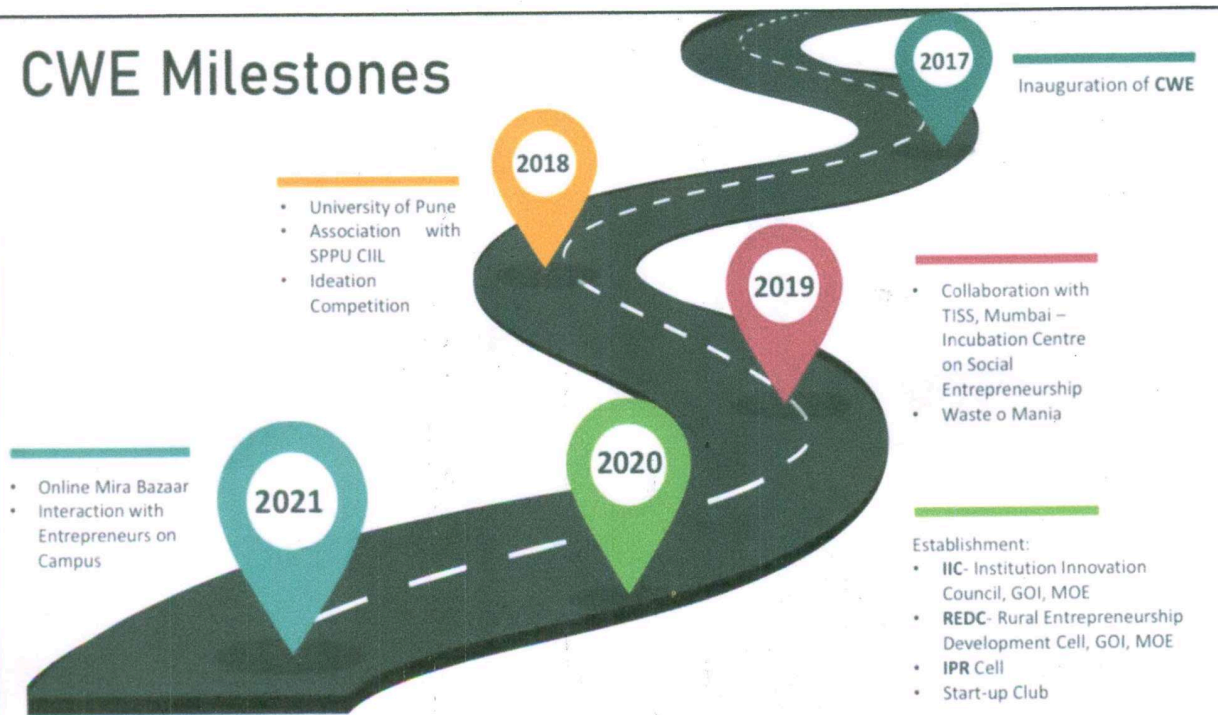 CWE Milestones
2017
Inauguration of CWE
2018
• University of Pune
• Association with
SPPU CIIL
• Ideation
Competition
2019
• Collaboration with
TISS, Mumbai –
Incubation Centre
on Social
Entrepreneurship
• Waste o Mania
2020
Establishment:
• IIC- Institution Innovation
Council, GOI, MOE
• REDC- Rural Entrepreneurship
Development Cell, GOI, MOE
• IPR Cell
• Start-up Club
2021
• Online Mira Bazaar
• Interaction with
Entrepreneurs on
Campus